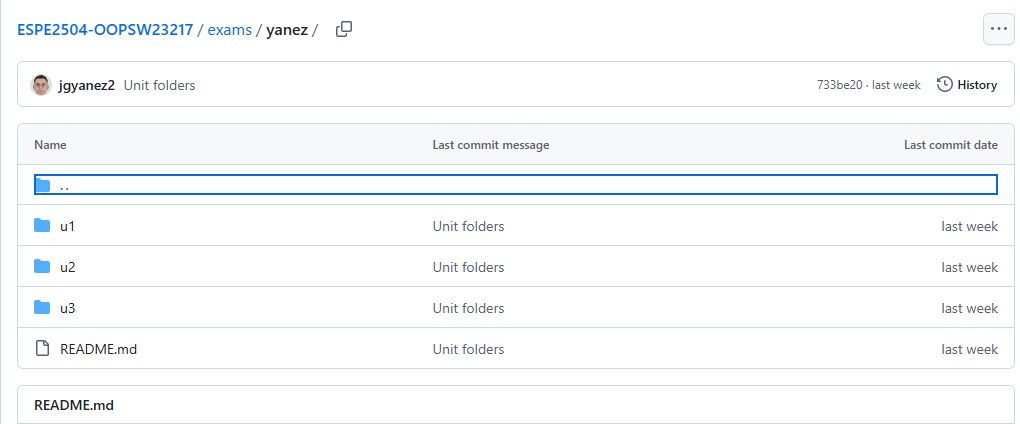 ESPE2504-OOPSW23217 / exams / yanez /
jgyanez2 Unit folders 733be20 · last week History
Name Last commit message Last commit date
..
u1 Unit folders last week
u2 Unit folders last week
u3 Unit folders last week
README.md Unit folders last week
README.md